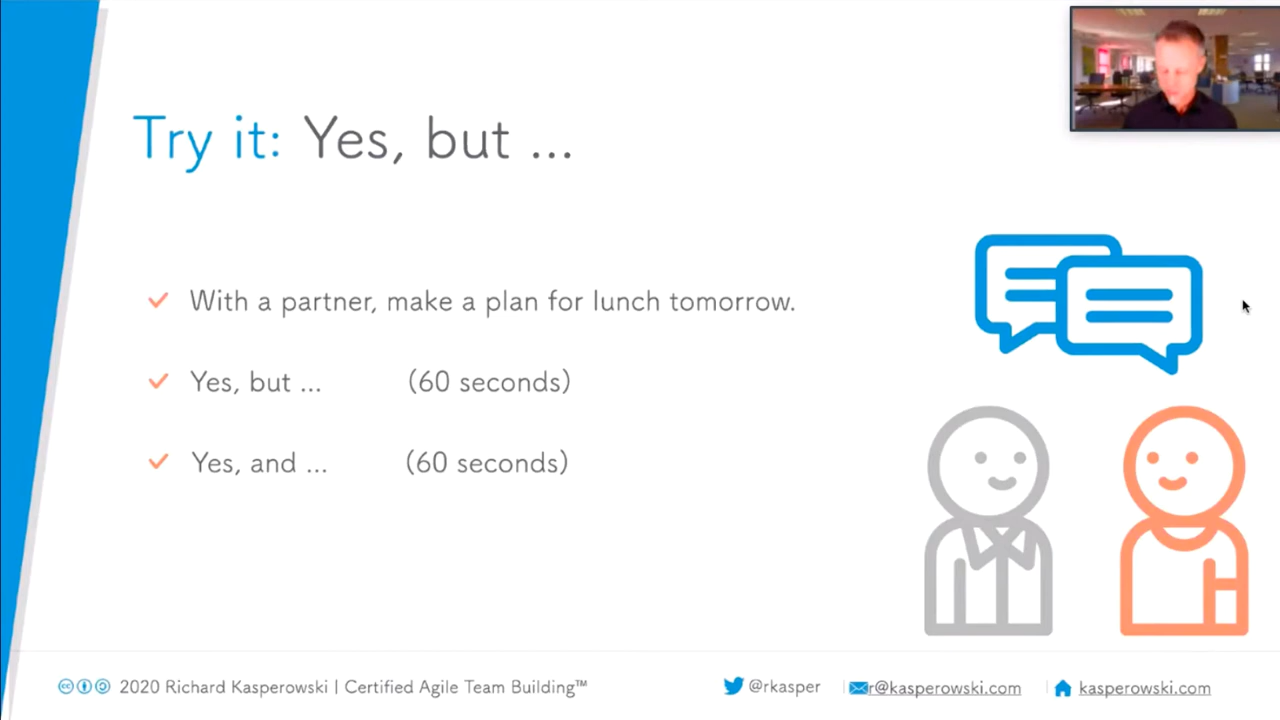 Try it: Yes, but ...
With a partner, make a plan for lunch tomorrow.
Yes, but ... (60 seconds)
Yes, and ... (60 seconds)
2020 Richard Kasperowski | Certified Agile Team Building™
@rkasper
r@kasperowski.com
kasperowski.com